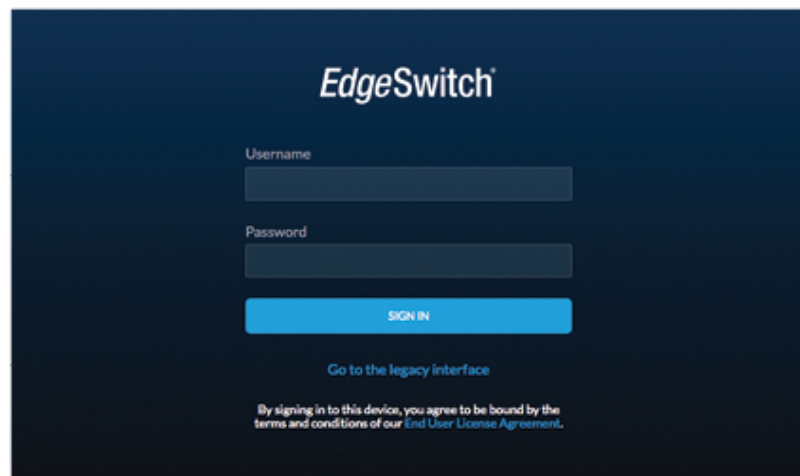 EdgeSwitch®
Username
Password
SIGN IN
Go to the legacy interface
By signing in to this device, you agree to be bound by the
terms and conditions of our End User License Agreement.